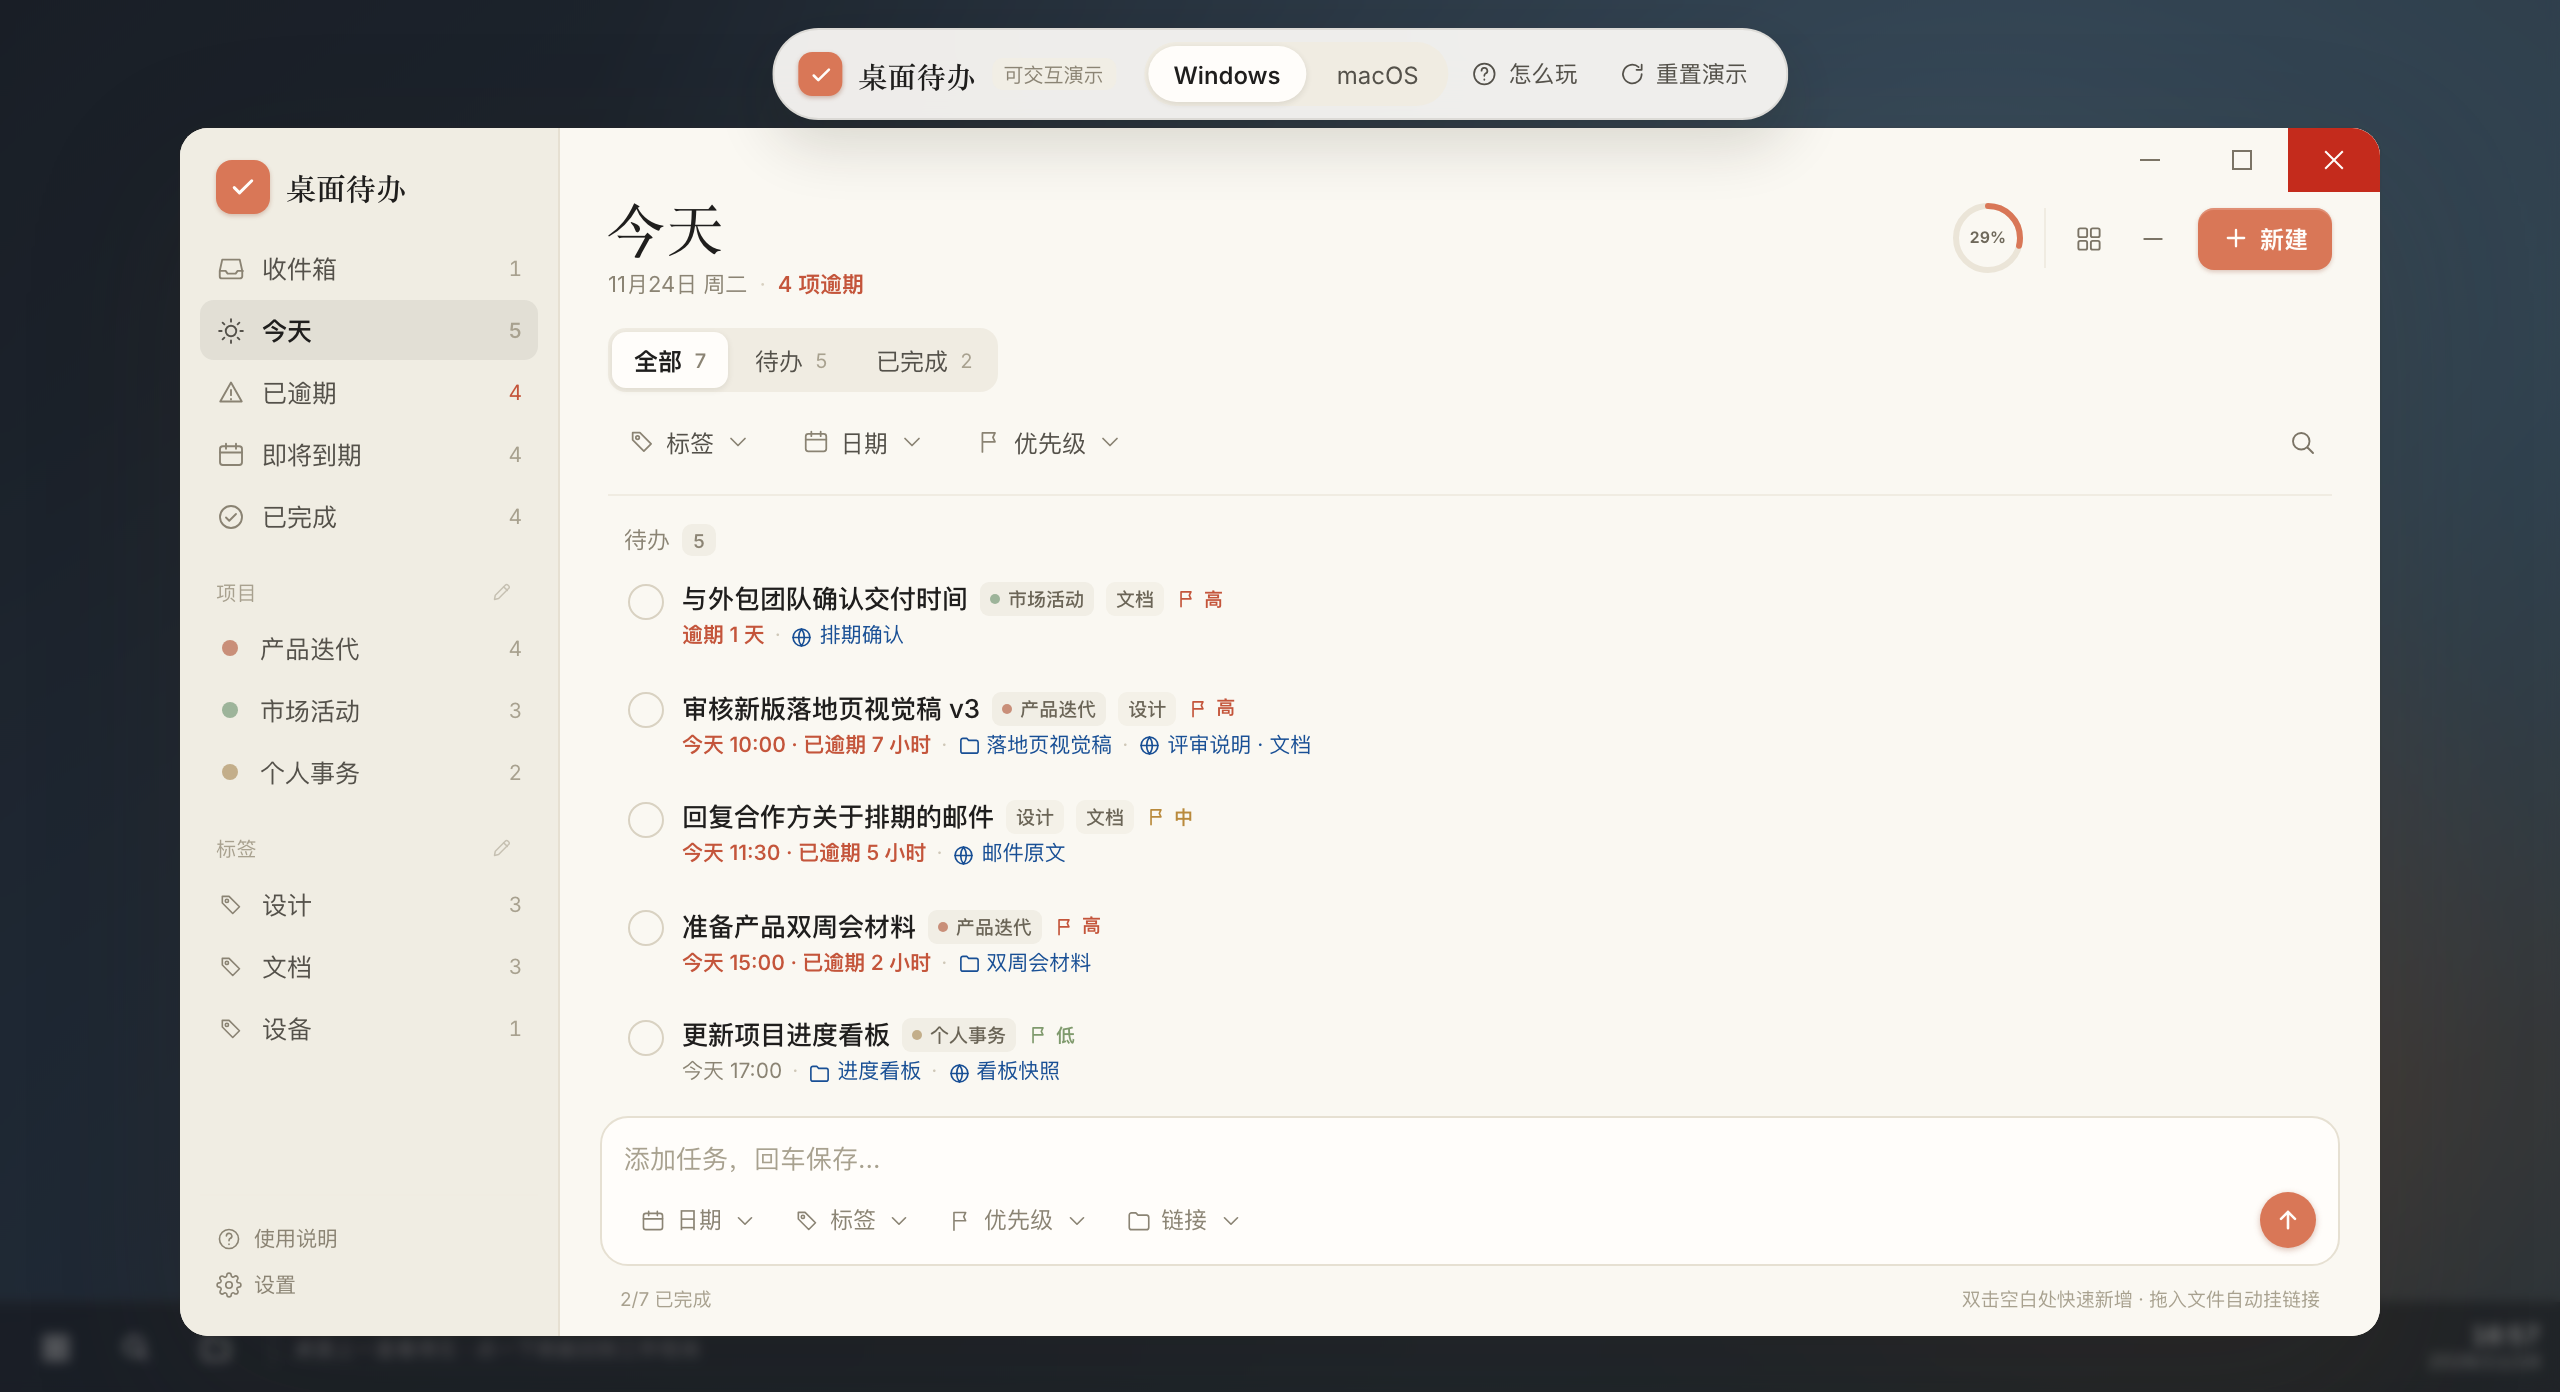 桌面待办 可交互演示 Windows macOS 怎么玩 重置演示
桌面待办
收件箱 1
今天 5
已逾期 4
即将到期 4
已完成 4
项目
产品迭代 4
市场活动 3
个人事务 2
标签
设计 3
文档 3
设备 1
使用说明
设置
今天
11月24日 周二 · 4 项逾期
29%
新建
全部 7 待办 5 已完成 2
标签 日期 优先级
待办 5
与外包团队确认交付时间 市场活动 文档 高
逾期 1 天 · 排期确认
审核新版落地页视觉稿 v3 产品迭代 设计 高
今天 10:00 · 已逾期 7 小时 · 落地页视觉稿 · 评审说明 · 文档
回复合作方关于排期的邮件 设计 文档 中
今天 11:30 · 已逾期 5 小时 · 邮件原文
准备产品双周会材料 产品迭代 高
今天 15:00 · 已逾期 2 小时 · 双周会材料
更新项目进度看板 个人事务 低
今天 17:00 · 进度看板 · 看板快照
添加任务，回车保存...
日期 标签 优先级 链接
2/7 已完成
双击空白处快速新增 · 拖入文件自动挂链接